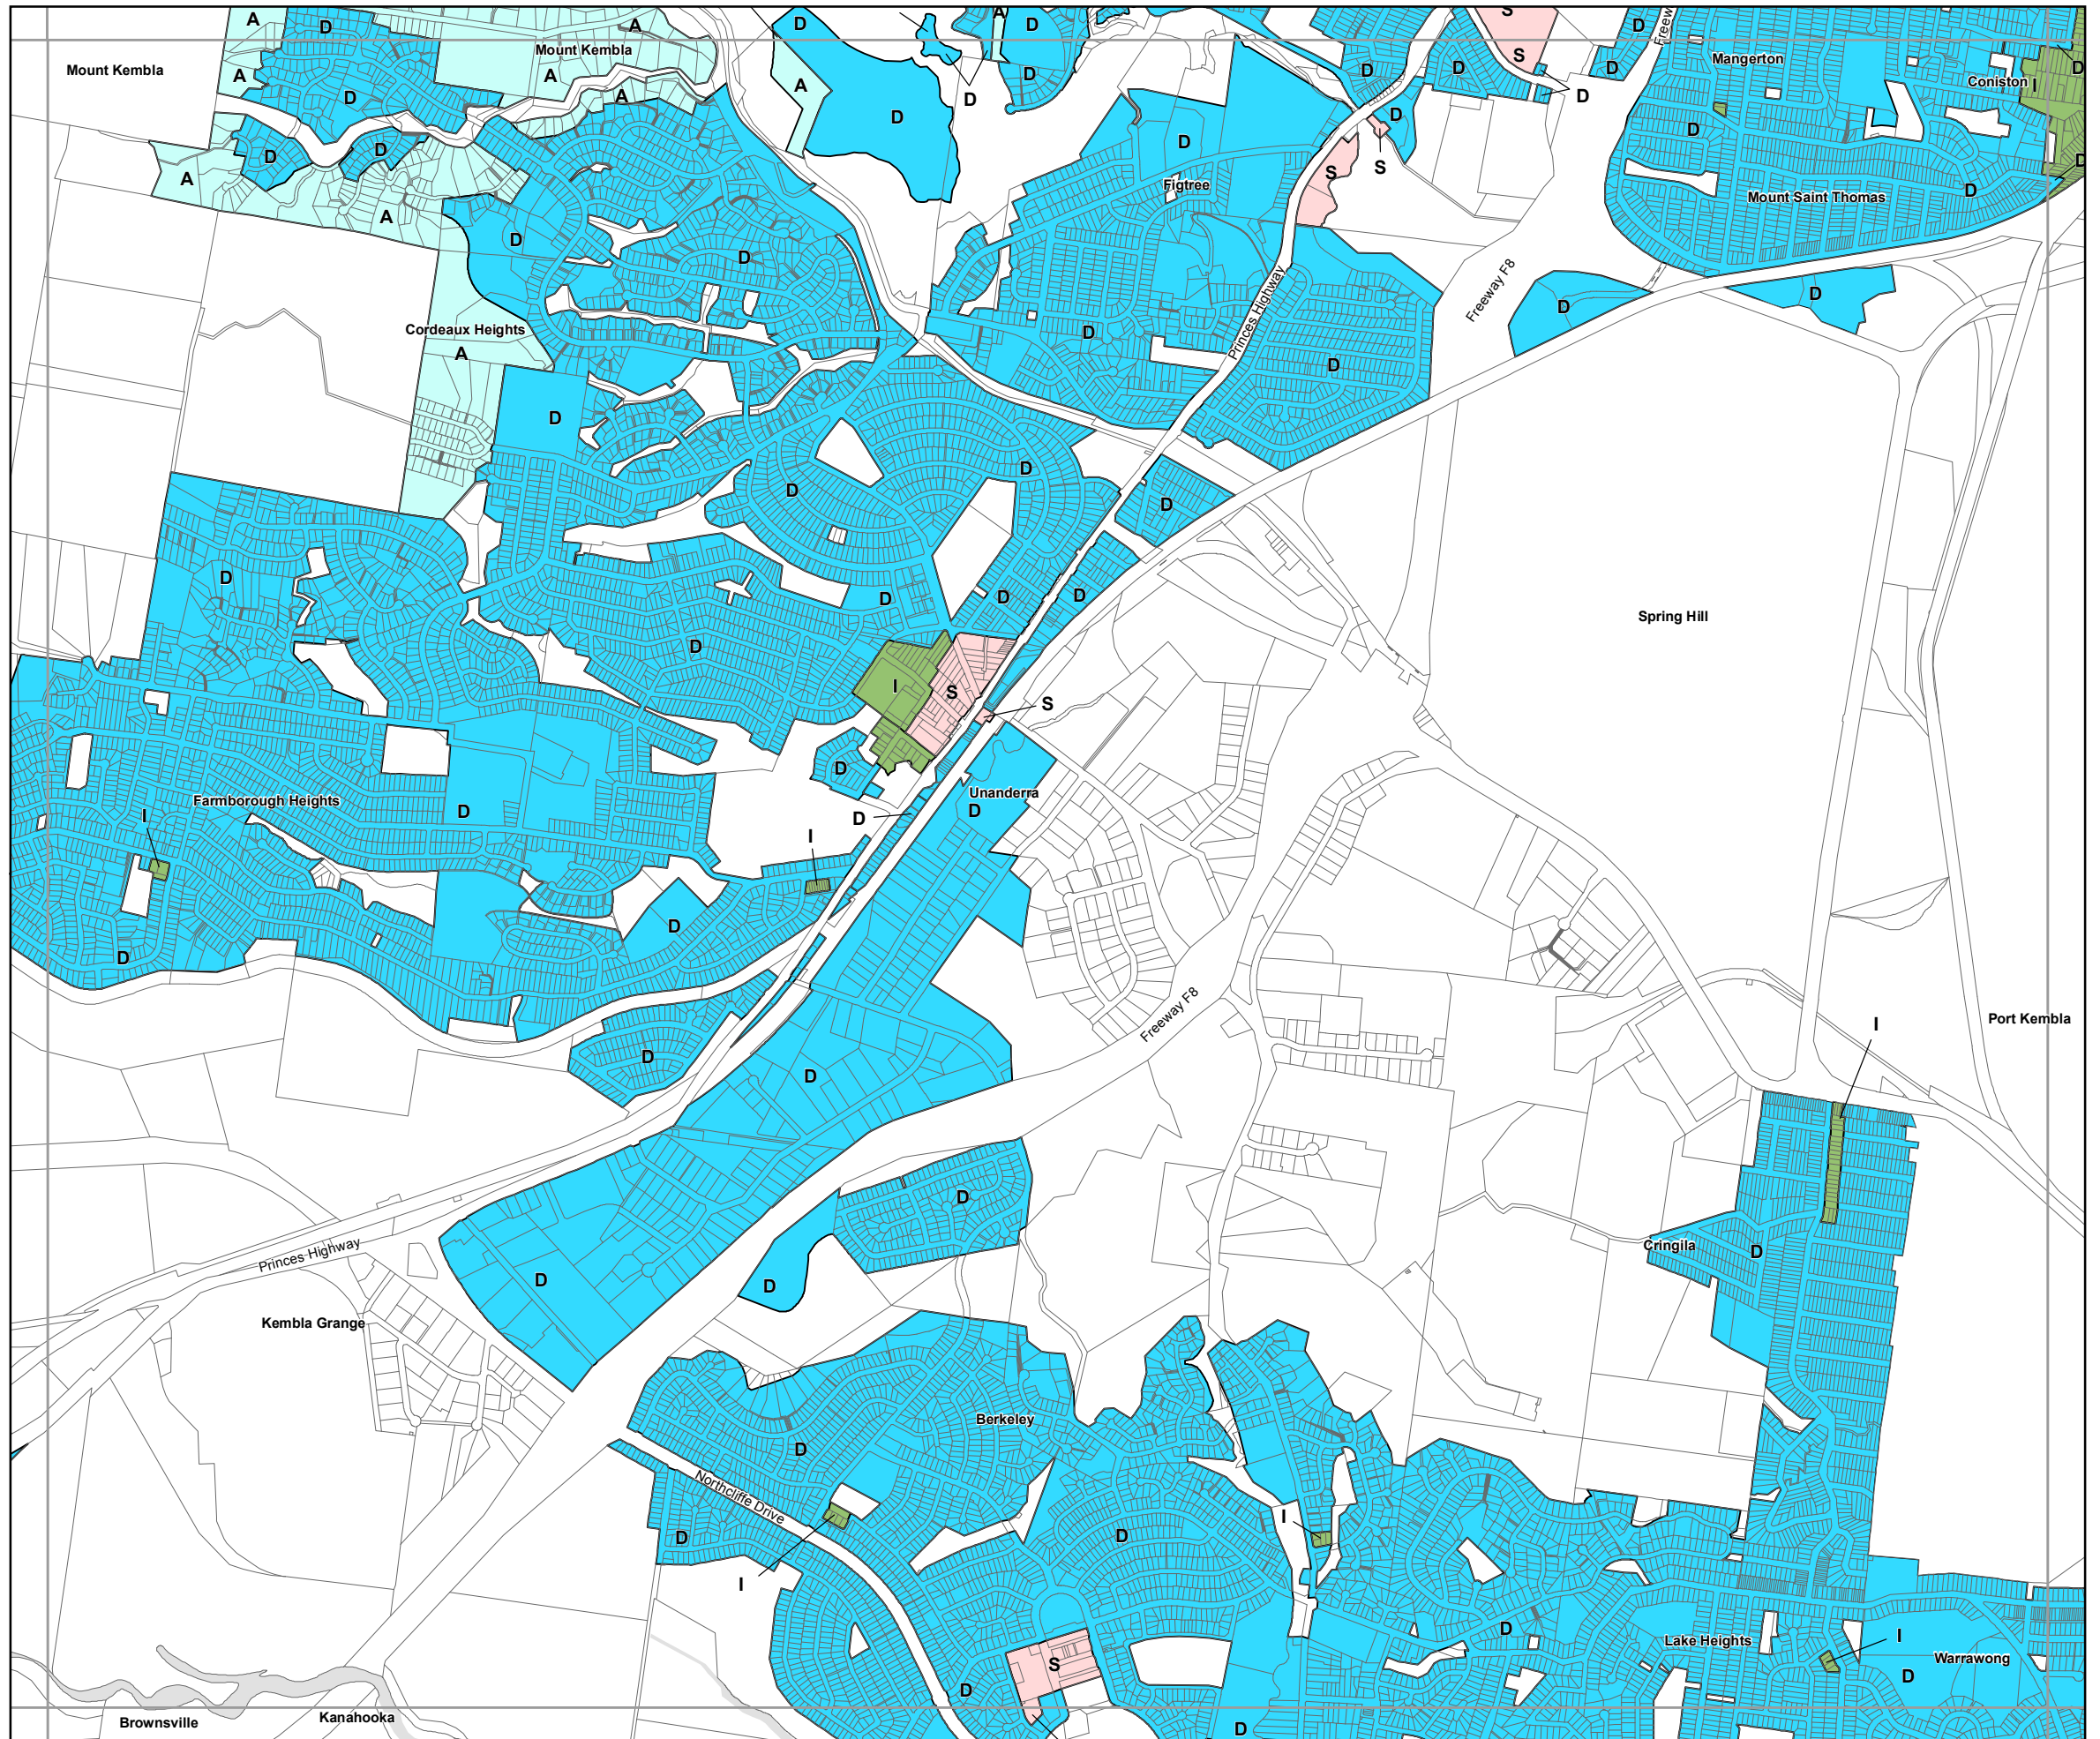 A
D
A
Mount Kembla
Mount Kembla
A
A
D
A
A
D
D
A
A
D
D
Cordeaux Heights
A
D
D
A
D
D
D
A
D
D
D
D
D
Figtree
D
Princes Highway
D
S
S
D
S
S
D
D
D
Freeway F8
D
D
D
D
Freew
Mangerton
Coniston
I
D
D
Mount Saint Thomas
D
D
D
D
D
D
D
D
D
D
D
Spring Hill
D
I
S
S
D
Unanderra
D
D
Farmborough Heights
I
D
I
D
D
D
D
Freeway F8
Port Kembla
I
D
Princes Highway
D
D
Kembla Grange
Cringila
D
Berkeley
D
Northcliffe Drive
D
I
D
I
D
S
D
D
Lake Heights
I
Warrawong
D
Brownsville
Kanahooka
D